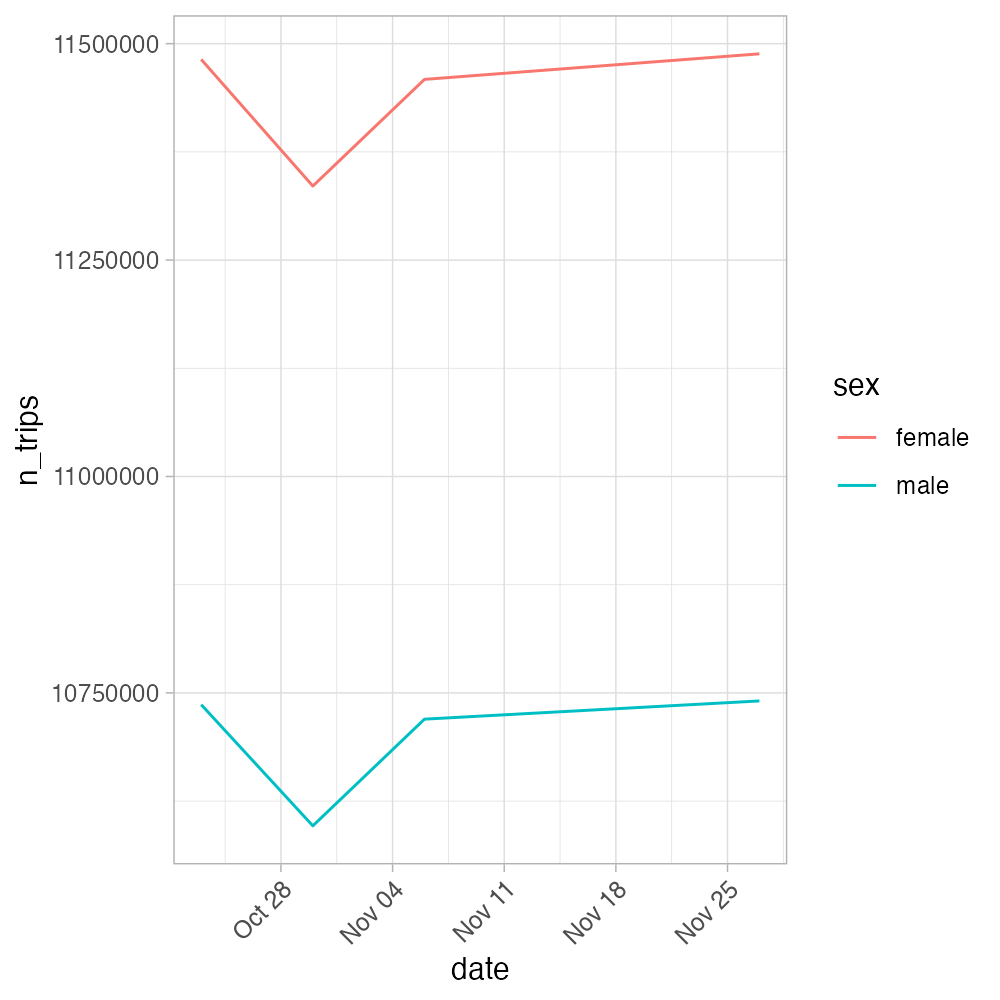 11500000
11250000
11000000
10750000
n_trips
Oct 28
Nov 04
Nov 11
Nov 18
Nov 25
date
sex
female
male